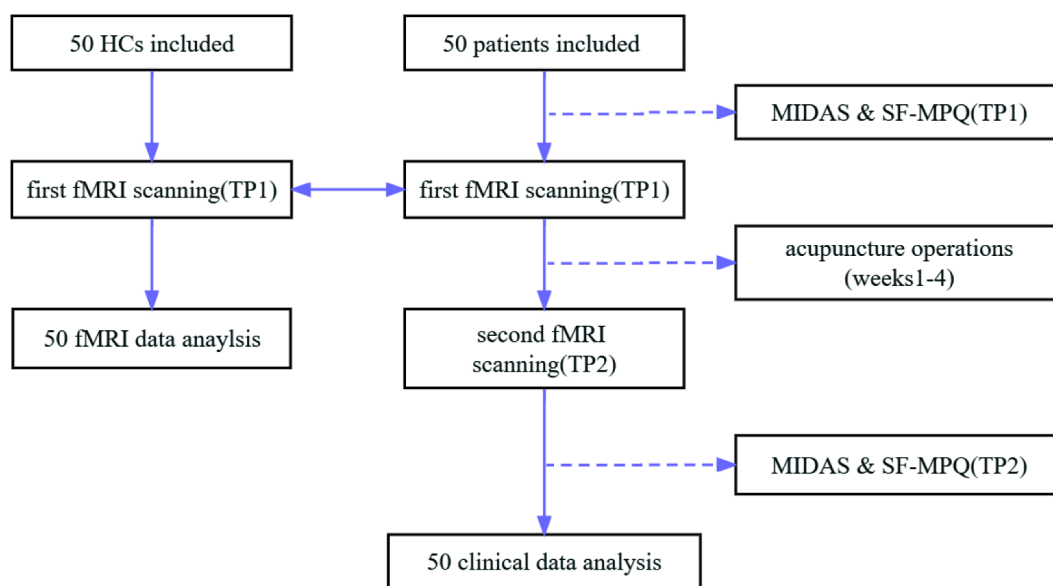 50 HCs included
50 patients included
MIDAS & SF-MPQ(TP1)
first fMRI scanning(TP1)
first fMRI scanning(TP1)
acupuncture operations
(weeks1-4)
50 fMRI data anaylsis
second fMRI
scanning(TP2)
MIDAS & SF-MPQ(TP2)
50 clinical data analysis